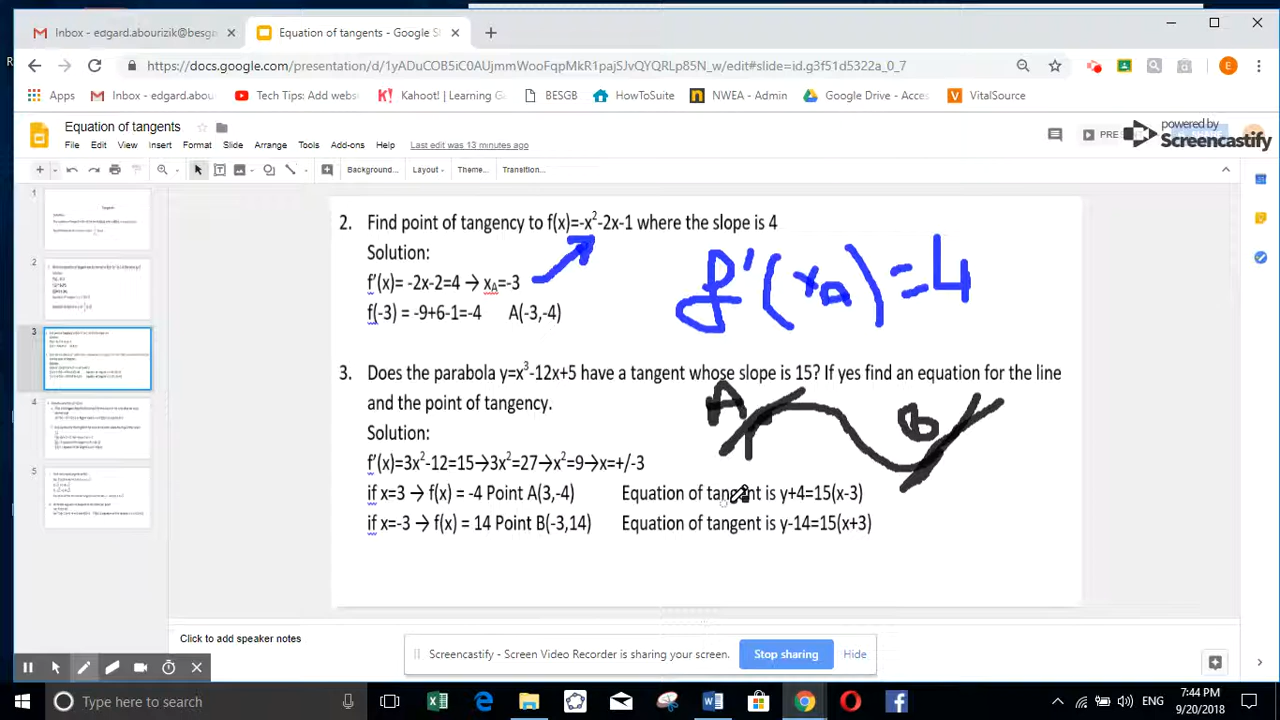 Inbox - edgard.abourizik@besga
Equation of tangents - Google Sl
https://docs.google.com/presentation/d/1yADuCOB5iC0AUjmmWooFqpMkR1pajSJvQYQRLp85N_w/edit#slide=id.g3f51d5322a_0_7
Apps
Inbox - edgard.abou
Tech Tips: Add webs
Kahoot! | Learning G
BESGB
HowToSuite
NWEA - Admin
Google Drive - Acces
VitalSource
Equation of tangents
powered by
Screencastify
File Edit View Insert Format Slide Arrange Tools Add-ons Help Last edit was 13 minutes ago
Background... Layout Theme... Transition...
2. Find point of tangency to f(x)=-x²-2x-1 where the slope is 4
Solution:
f'(x)= -2x-2=4 → xA=-3
f(-3) = -9+6-1=-4 A(-3,-4)
f'(xA)=4
3. Does the parabola y=x³-12x+5 have a tangent whose slope is 15? If yes find an equation for the line
and the point of tangency.
A
B
Solution:
f'(x)=3x²-12=15→3x²=27→x²=9→x=+/-3
if x=3 → f(x) = -4 Point A(3,-4) Equation of tangent is y+4=15(x-3)
if x=-3 → f(x) = 14 Point B(-3,14) Equation of tangent is y-14=15(x+3)
1
2
3
4
5
Click to add speaker notes
Screencastify - Screen Video Recorder is sharing your screen.
Stop sharing
Hide
Type here to search
ENG
7:44 PM
9/20/2018